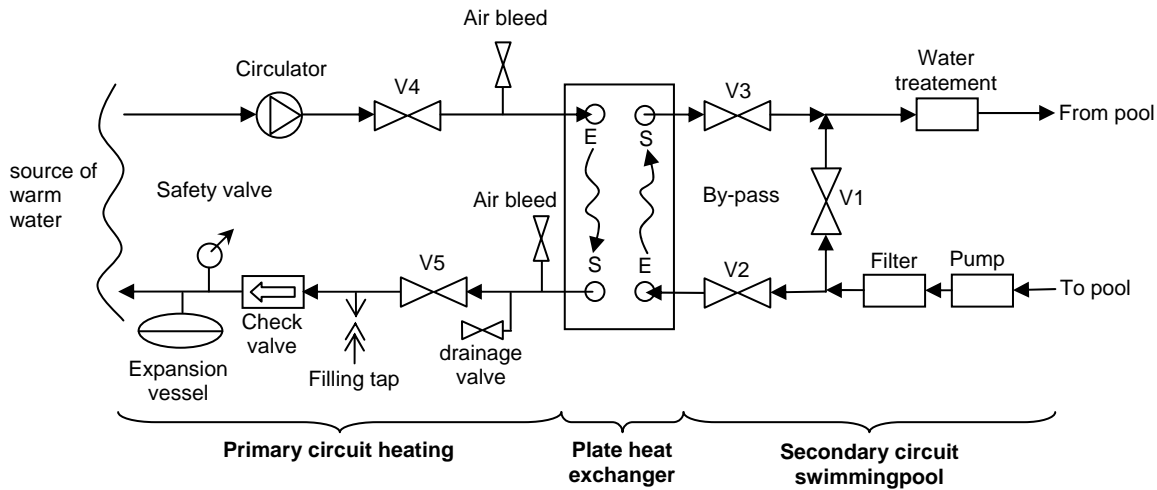 Air bleed
Circulator
V4
V3
Water
treatement
From pool
E
S
source of
warm
water
Safety valve
Air bleed
By-pass
V1
V5
S
E
V2
Filter
Pump
To pool
Check
valve
drainage
valve
Expansion
vessel
Filling tap
Primary circuit heating
Plate heat
exchanger
Secondary circuit
swimmingpool